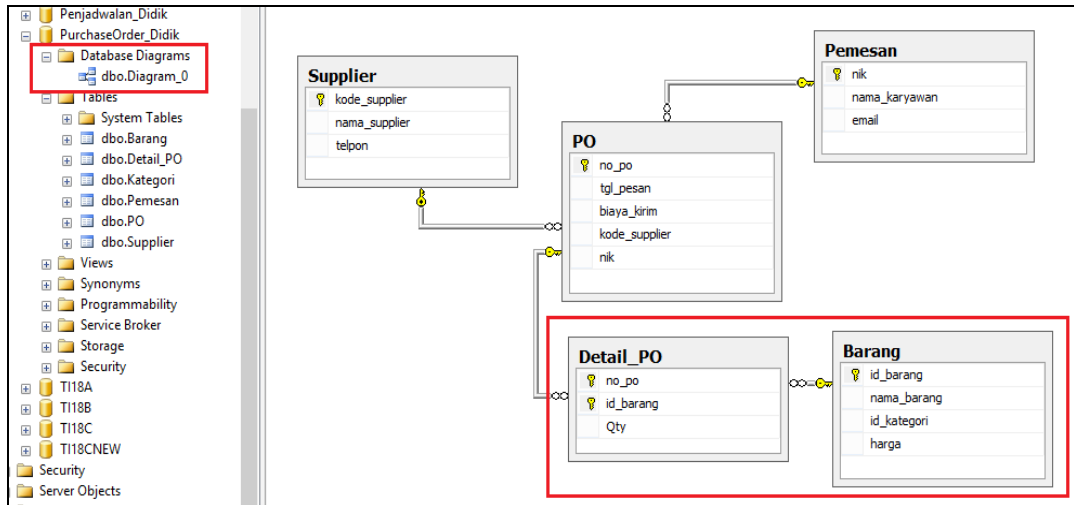 Penjadwalan_Didik
PurchaseOrder_Didik
Database Diagrams
dbo.Diagram_0
Tables
System Tables
dbo.Barang
dbo.Detail_PO
dbo.Kategori
dbo.Pemesan
dbo.PO
dbo.Supplier
Views
Synonyms
Programmability
Service Broker
Storage
Security
TI18A
TI18B
TI18C
TI18CNEW
Security
Server Objects
Supplier
kode_supplier
nama_supplier
telpon
PO
no_po
tgl_pesan
biaya_kirim
kode_supplier
nik
Pemesan
nik
nama_karyawan
email
Detail_PO
no_po
id_barang
Qty
Barang
id_barang
nama_barang
id_kategori
harga